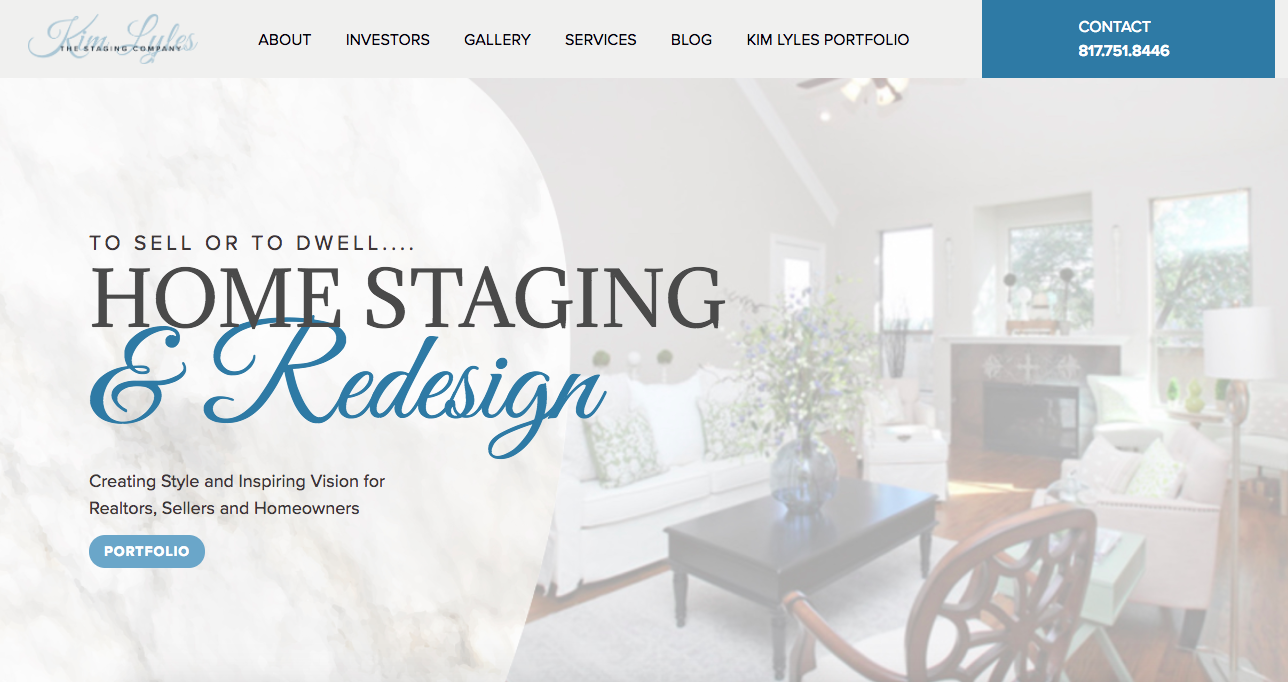 Kim Lyles
THE STAGING COMPANY
ABOUT
INVESTORS
GALLERY
SERVICES
BLOG
KIM LYLES PORTFOLIO
CONTACT
817.751.8446
TO SELL OR TO DWELL....
HOME STAGING
& Redesign
Creating Style and Inspiring Vision for
Realtors, Sellers and Homeowners
PORTFOLIO